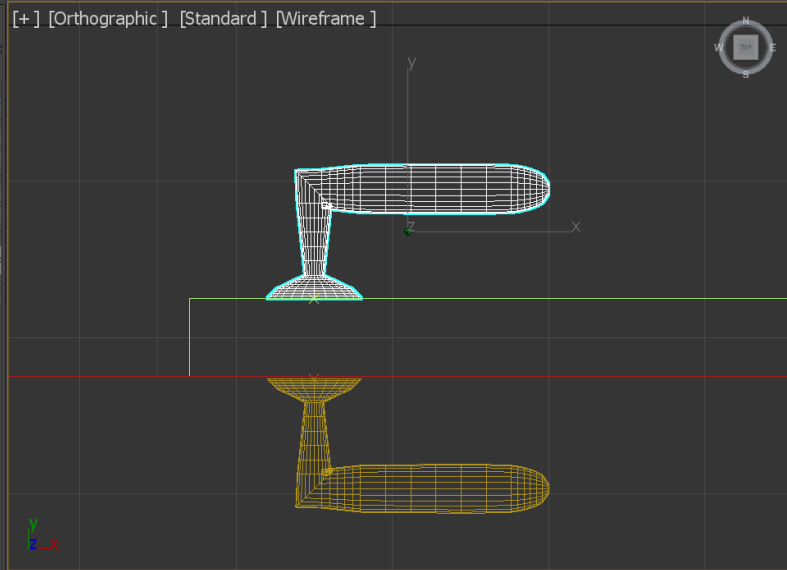 [+ ] [Orthographic ] [Standard ] [Wireframe ]
N
W TOP E
S
y
z x
y
z x